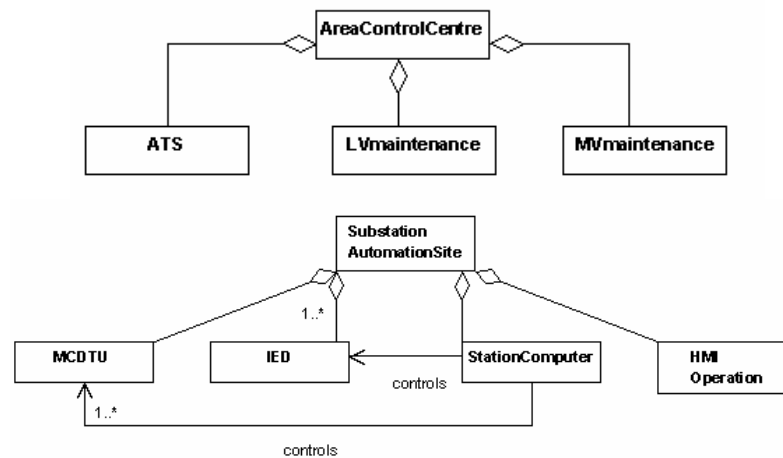 AreaControlCentre
ATS
LVmaintenance
MVmaintenance
Substation
AutomationSite
1..*
MCDTU
IED
StationComputer
HMI
Operation
controls
1..*
controls